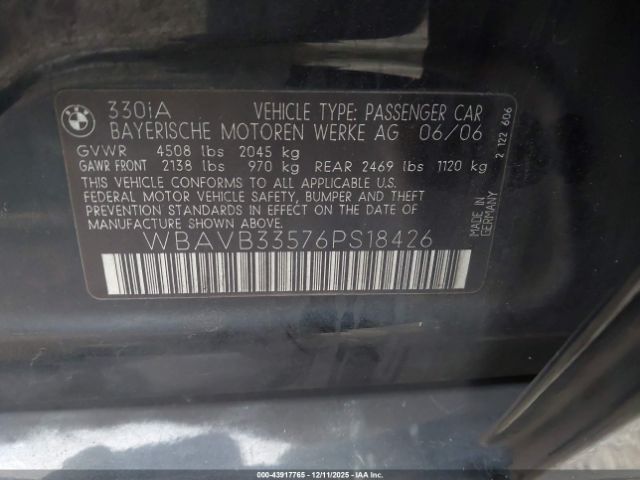 BMW
330iA VEHICLE TYPE: PASSENGER CAR
BAYERISCHE MOTOREN WERKE AG 06/06
GVWR 4508 lbs 2045 kg
GAWR FRONT 2138 lbs 970 kg REAR 2469 lbs 1120 kg
THIS VEHICLE CONFORMS TO ALL APPLICABLE U.S.
FEDERAL MOTOR VEHICLE SAFETY, BUMPER AND THEFT
PREVENTION STANDARDS IN EFFECT ON THE DATE OF
MANUFACTURE SHOWN ABOVE.
WBAVB33576PS18426
MADE IN
GERMANY
2 122 606
000-43917765 - 12/11/2025 - IAAI.COM